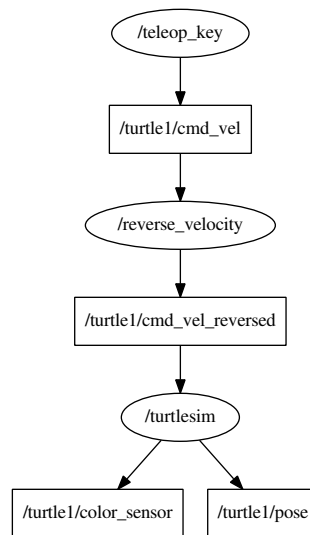 /teleop_key
/turtle1/cmd_vel
/reverse_velocity
/turtle1/cmd_vel_reversed
/turtlesim
/turtle1/color_sensor
/turtle1/pose